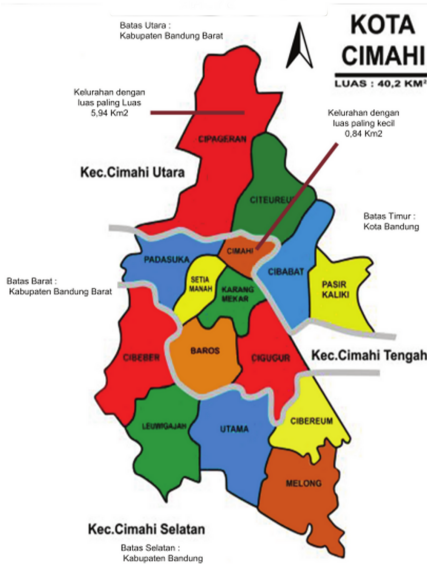 Batas Utara :
Kabupaten Bandung Barat
KOTA
CIMAHI
LUAS : 40,2 KM²
Kelurahan dengan
luas paling Luas
5,94 Km2
Kelurahan dengan
luas paling kecil
0,84 Km2
CIPAGERAN
Kec.Cimahi Utara
CITEUREUP
Batas Timur :
Kota Bandung
CIMAHI
PADASUKA
CIBABAT
SETIA
MANAH
PASIR
KALIKI
Batas Barat :
Kabupaten Bandung Barat
KARANG
MEKAR
CIBEBER
BAROS
CIGUGUR
Kec.Cimahi Tengah
LEUWIGAJAH
UTAMA
CIBEREUM
MELONG
Kec.Cimahi Selatan
Batas Selatan :
Kabupaten Bandung